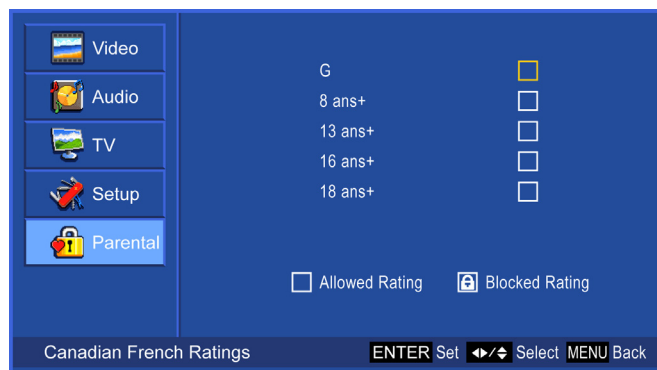 Video
Audio
TV
Setup
Parental
G
8 ans+
13 ans+
16 ans+
18 ans+
Allowed Rating Blocked Rating
Canadian French Ratings ENTER Set / Select MENU Back